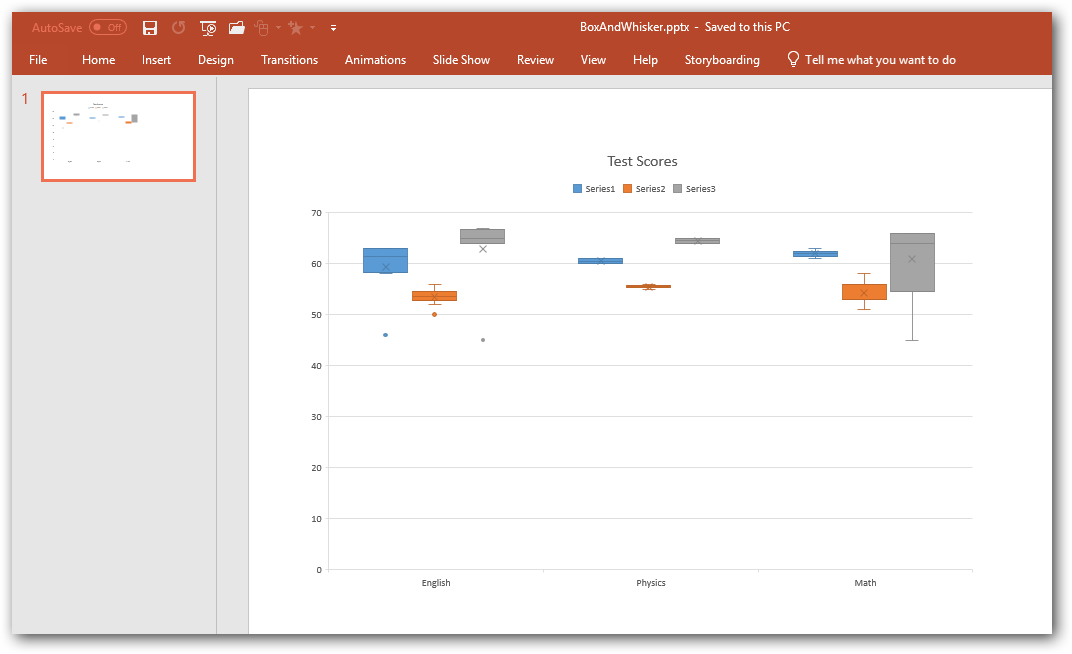 AutoSave Off BoxAndWhisker.pptx - Saved to this PC
File Home Insert Design Transitions Animations Slide Show Review View Help Storyboarding Tell me what you want to do
1
Test Scores
Series1 Series2 Series3
70
60
50
40
30
20
10
0
English Physics Math